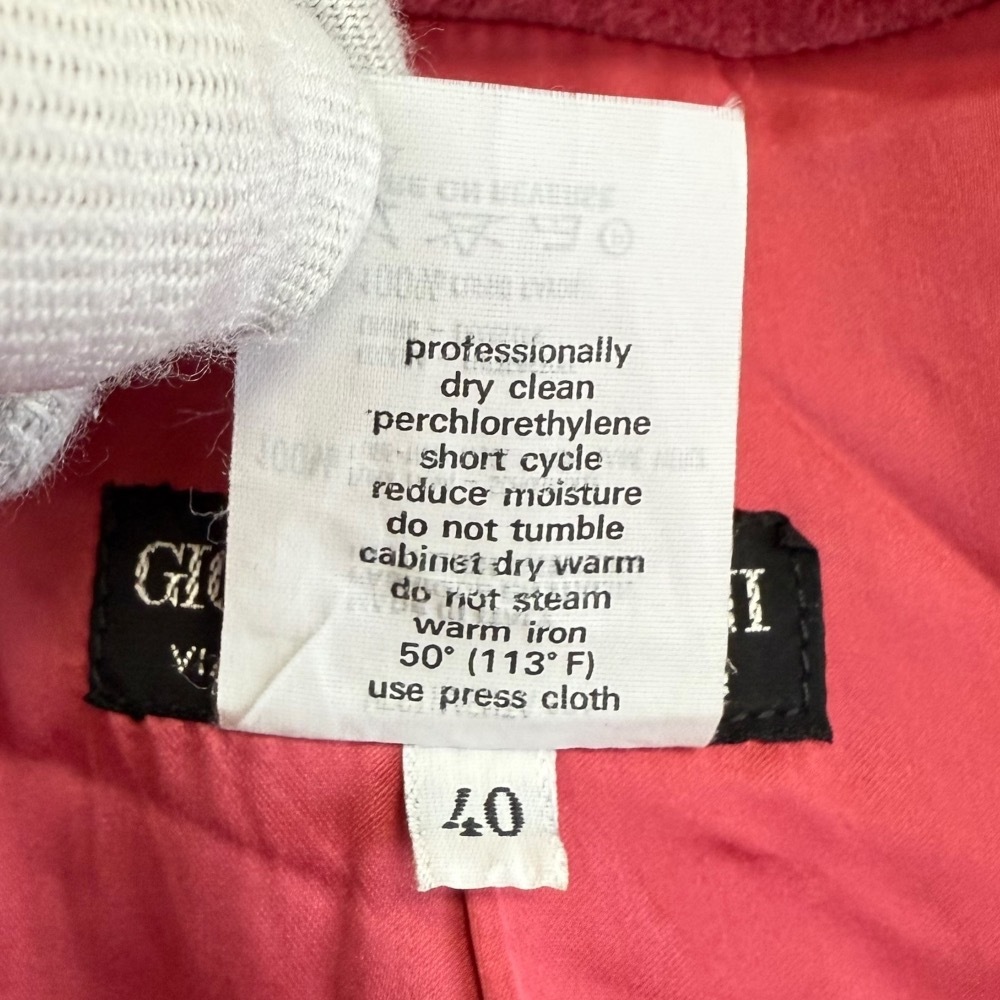 professionally
dry clean
perchlorethylene
short cycle
reduce moisture
do not tumble
cabinet dry warm
do not steam
warm iron
50° (113° F)
use press cloth
40